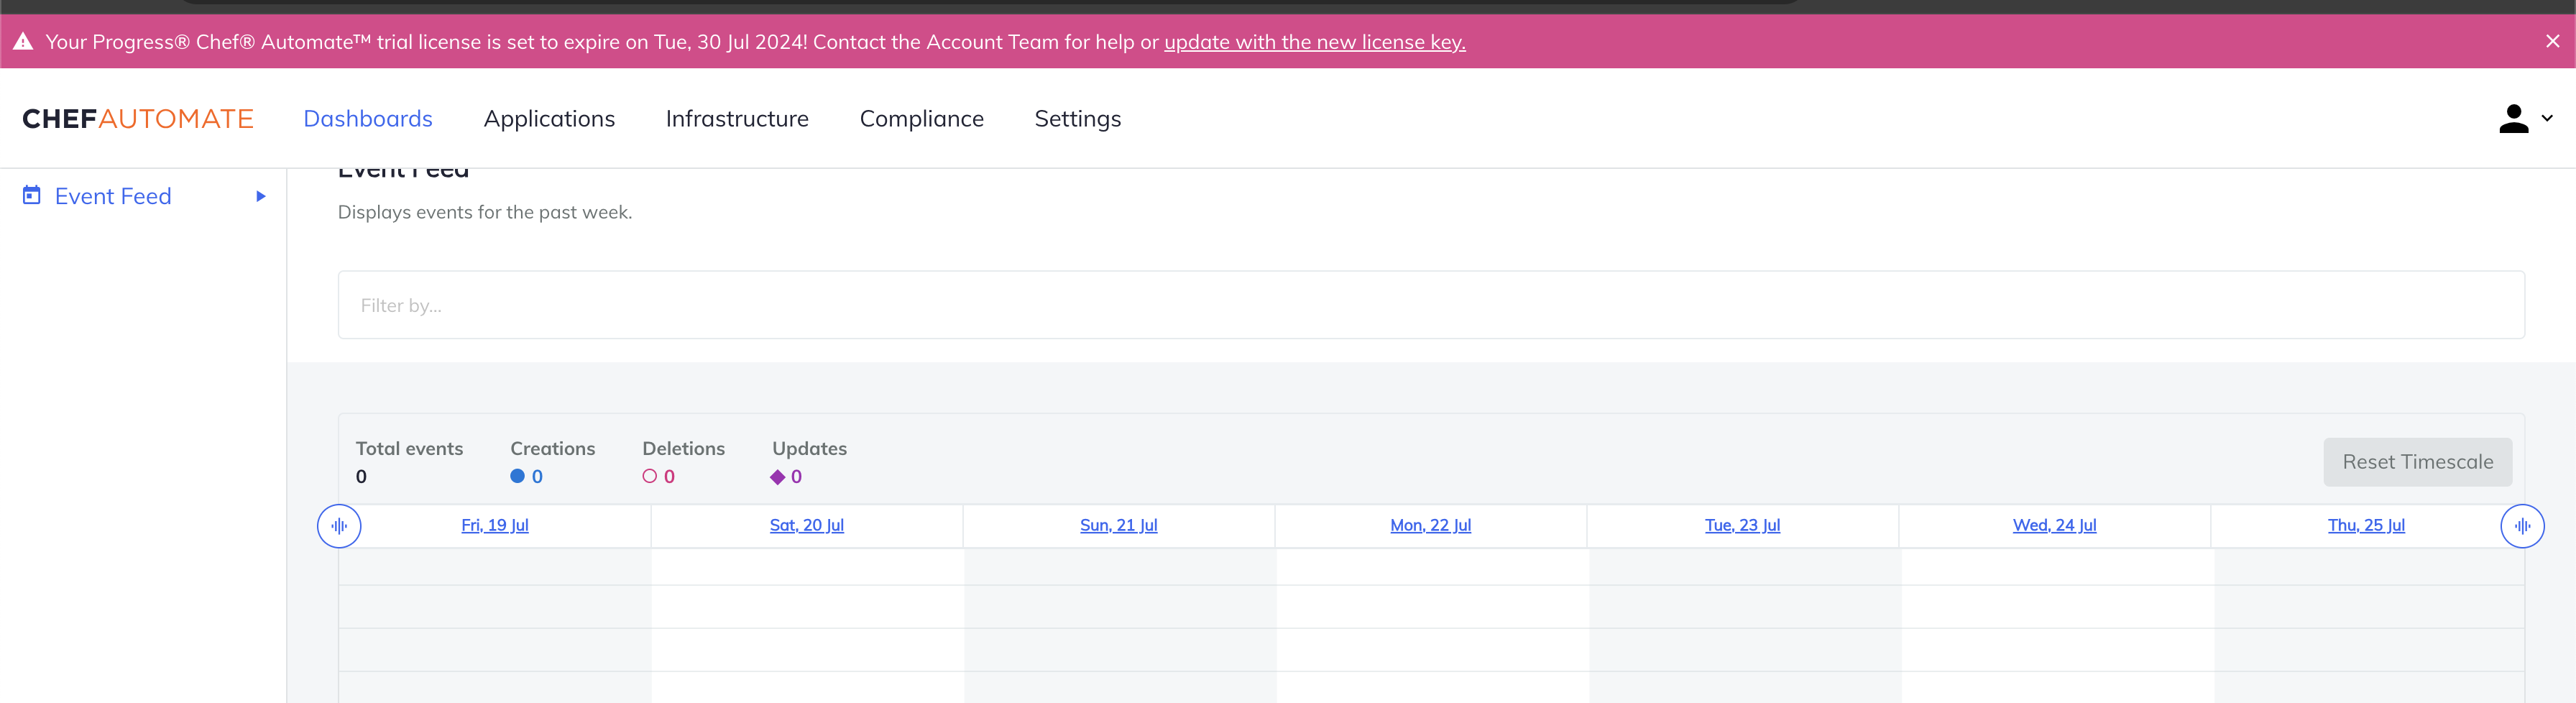 Your Progress® Chef® Automate™ trial license is set to expire on Tue, 30 Jul 2024! Contact the Account Team for help or update with the new license key.
CHEFAUTOMATE Dashboards Applications Infrastructure Compliance Settings
Event Feed
Event Feed
Displays events for the past week.
Filter by...
Total events Creations Deletions Updates
0 0 0 0
Reset Timescale
Fri, 19 Jul Sat, 20 Jul Sun, 21 Jul Mon, 22 Jul Tue, 23 Jul Wed, 24 Jul Thu, 25 Jul